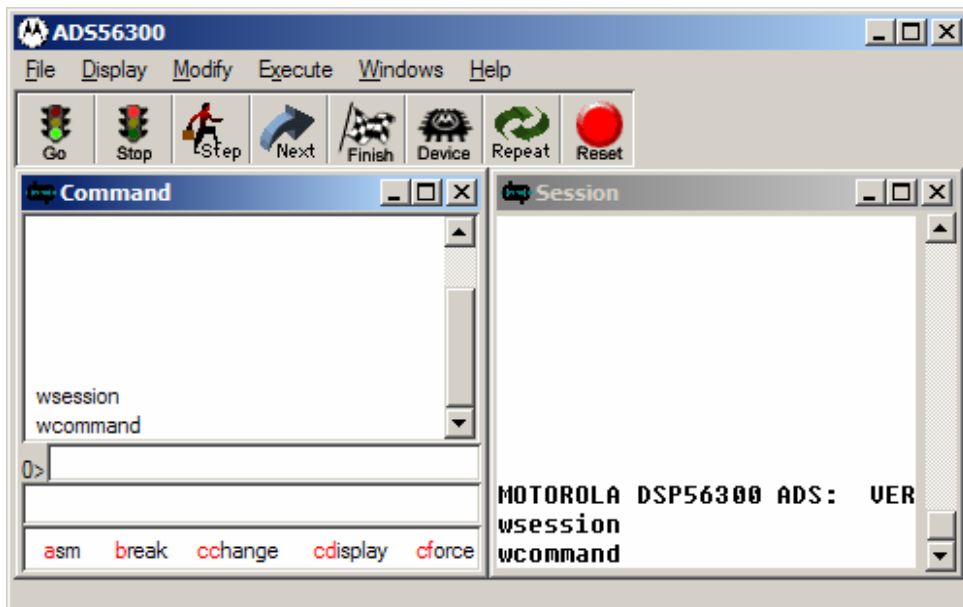 ADS56300
File Display Modify Execute Windows Help
Go Stop Step Next Finish Device Repeat Reset
Command
wsession
wcommand
0>
asm break cchange cdisplay cforce
Session
MOTOROLA DSP56300 ADS: VER
wsession
wcommand